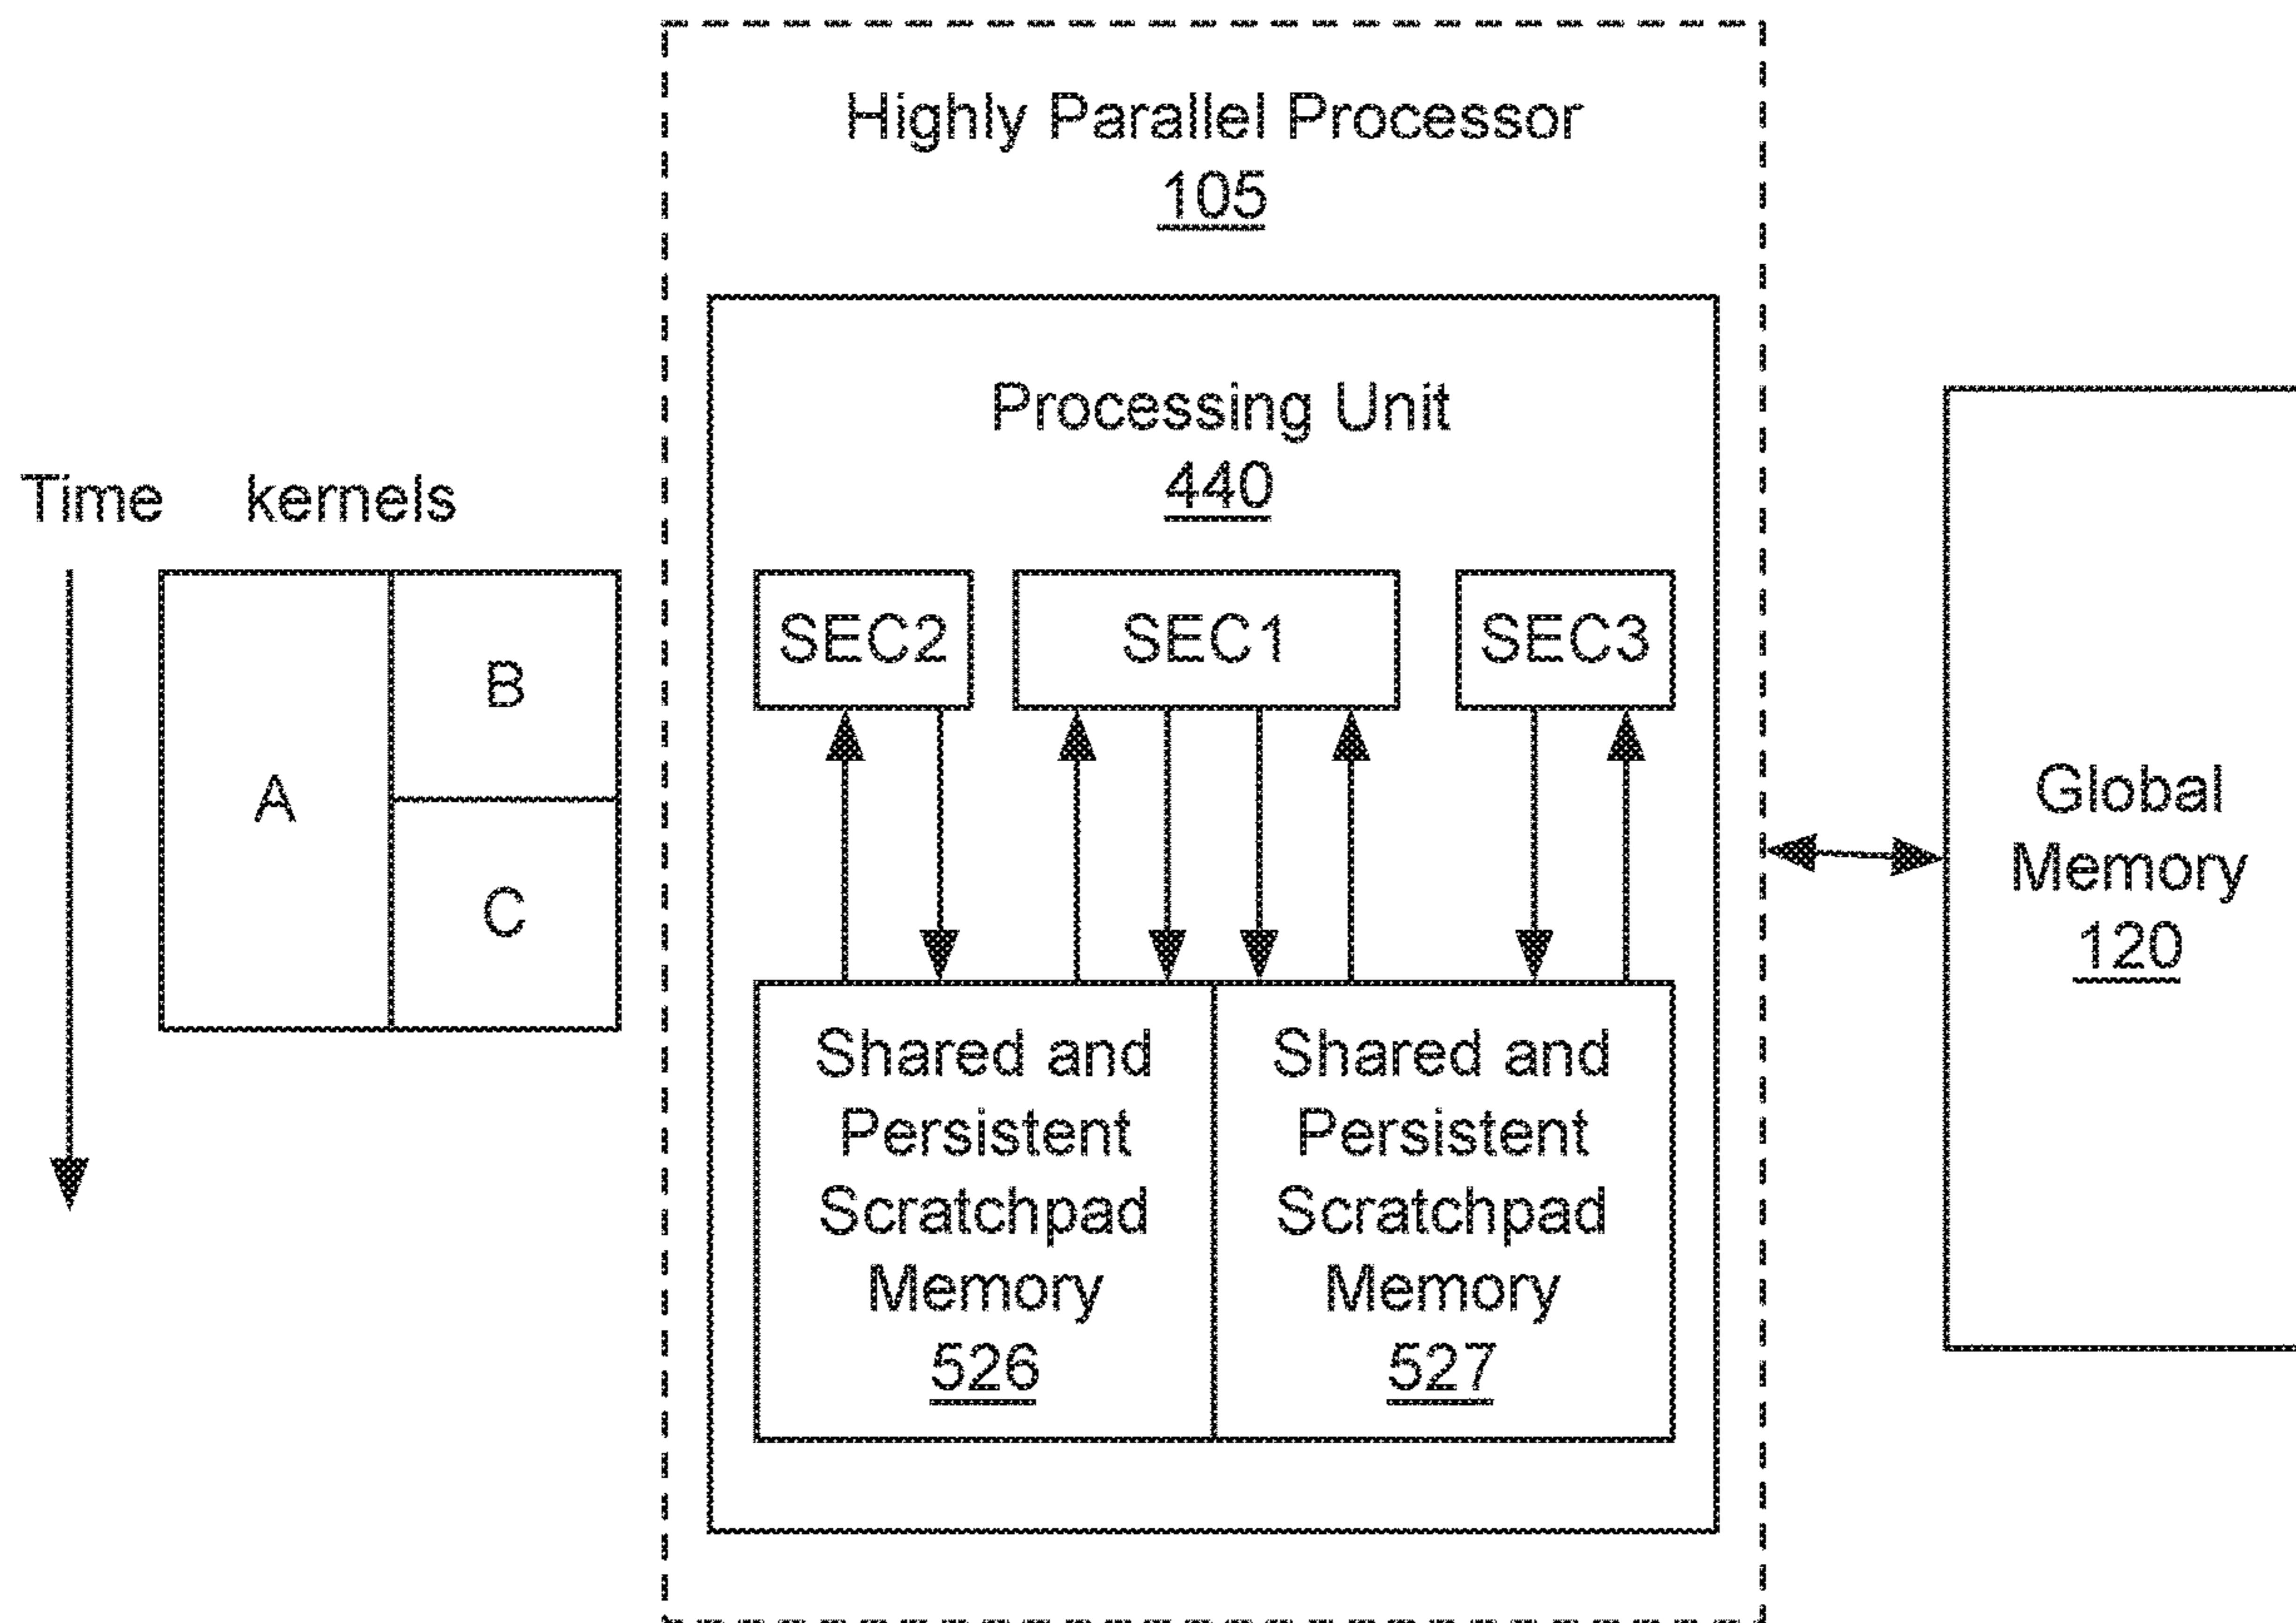 Highly Parallel Processor
105
Processing Unit
440
Time kernels
A
B
C
SEC2
SEC1
SEC3
Shared and
Persistent
Scratchpad
Memory
526
Shared and
Persistent
Scratchpad
Memory
527
Global
Memory
120